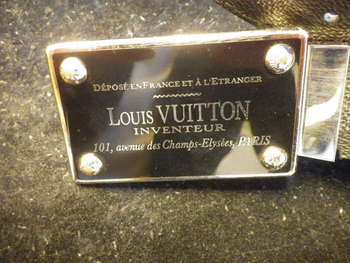 DÉPOSÉ EN FRANCE ET À L'ETRANGER
LOUIS VUITTON
INVENTEUR
101, avenue des Champs-Elysées, PARIS